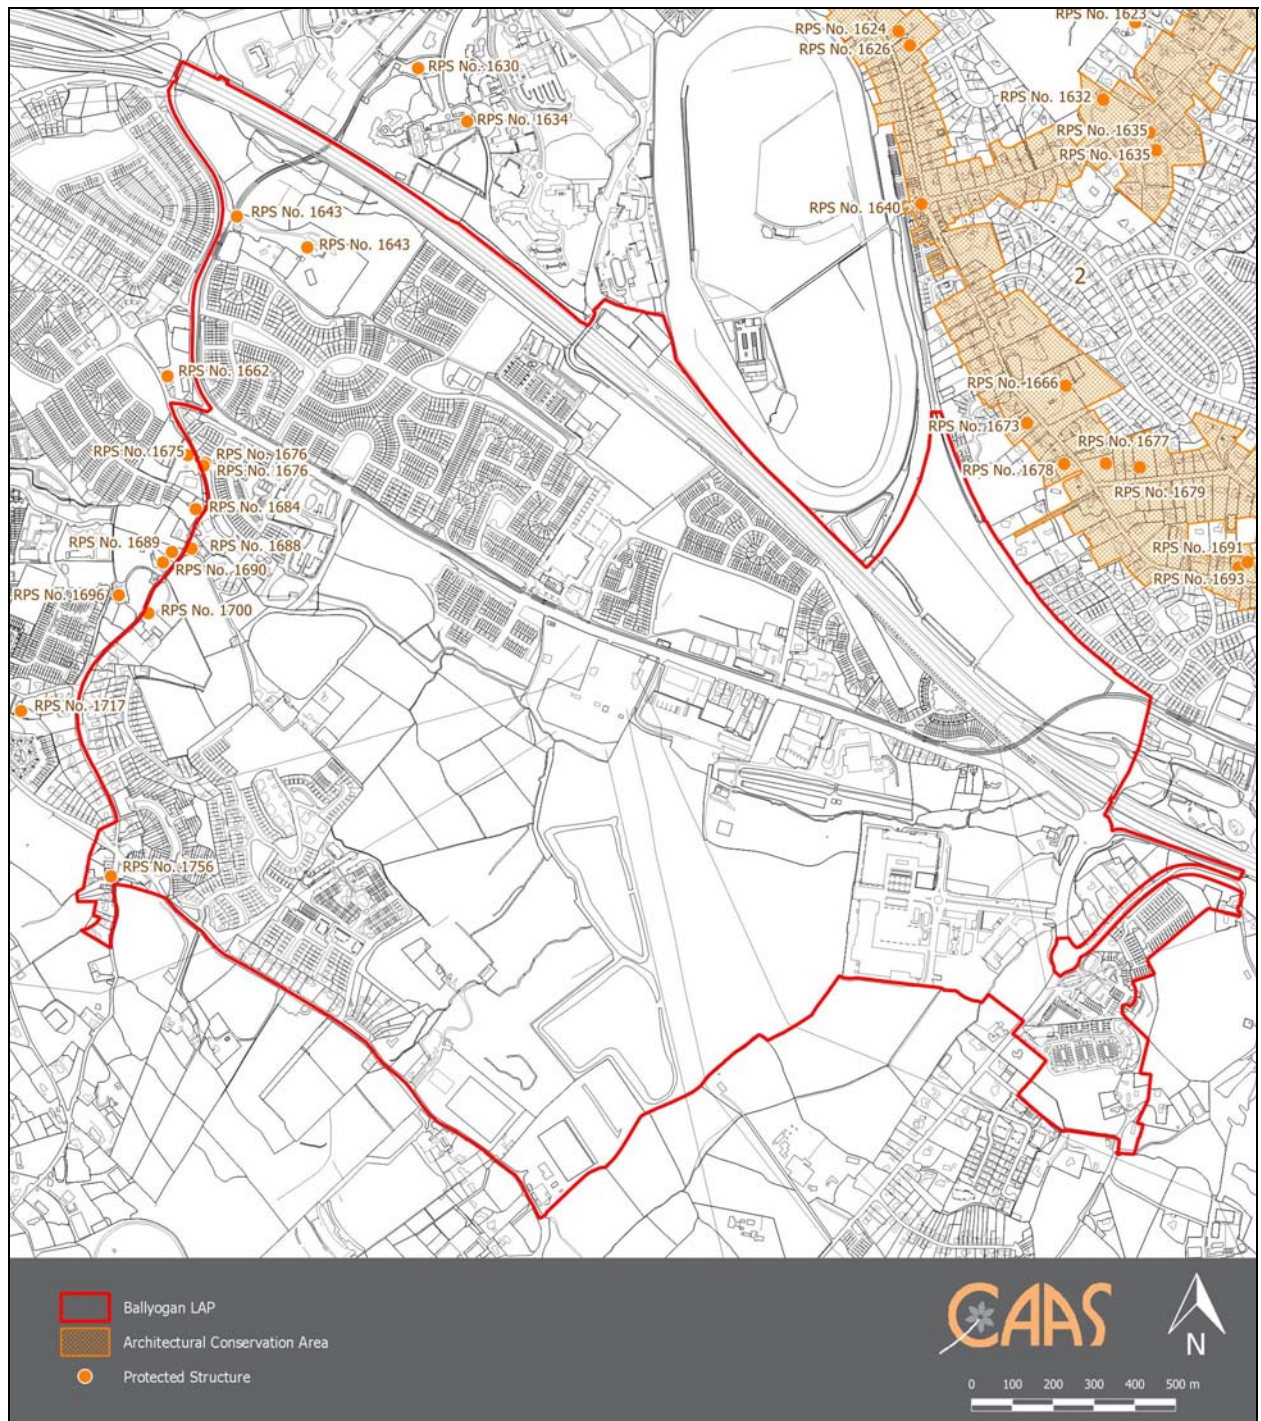 RPS No. 1623
RPS No. 1624
RPS No. 1626
RPS No. 1630
RPS No. 1632
RPS No. 1634
RPS No. 1635
RPS No. 1635
RPS No. 1640
RPS No. 1643
RPS No. 1643
2
RPS No. 1662
RPS No. 1666
RPS No. 1673
RPS No. 1675
RPS No. 1676
RPS No. 1676
RPS No. 1677
RPS No. 1678
RPS No. 1679
RPS No. 1684
RPS No. 1689
RPS No. 1688
RPS No. 1690
RPS No. 1691
RPS No. 1693
RPS No. 1696
RPS No. 1700
RPS No. 1717
RPS No. 1756
Ballyogan LAP
Architectural Conservation Area
Protected Structure
CAAS
N
0 100 200 300 400 500 m